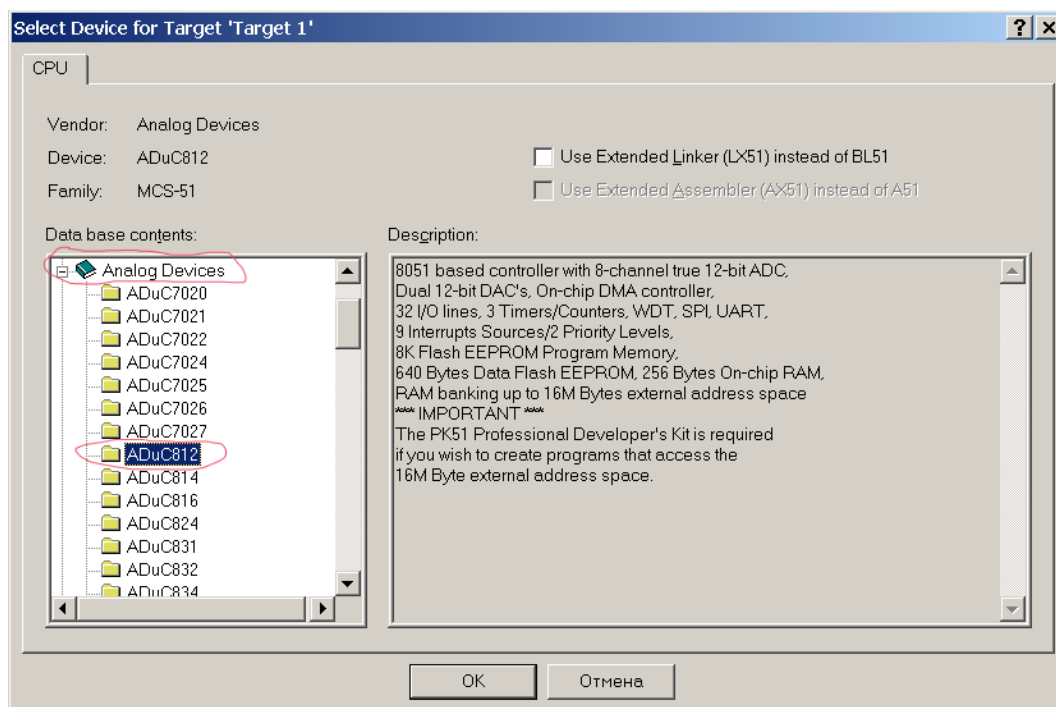 Select Device for Target 'Target 1'
CPU
Vendor: Analog Devices
Device: ADuC812
Use Extended Linker (LX51) instead of BL51
Family: MCS-51
Use Extended Assembler (AX51) instead of A51
Data base contents:
Description:
Analog Devices
ADuC7020
ADuC7021
ADuC7022
ADuC7024
ADuC7025
ADuC7026
ADuC7027
ADuC812
ADuC814
ADuC816
ADuC824
ADuC831
ADuC832
ADuC834
8051 based controller with 8-channel true 12-bit ADC,
Dual 12-bit DAC's, On-chip DMA controller,
32 I/O lines, 3 Timers/Counters, WDT, SPI, UART,
9 Interrupts Sources/2 Priority Levels,
8K Flash EEPROM Program Memory,
640 Bytes Data Flash EEPROM, 256 Bytes On-chip RAM,
RAM banking up to 16M Bytes external address space
*** IMPORTANT ***
The PK51 Professional Developer's Kit is required
if you wish to create programs that access the
16M Byte external address space.
OK
Отмена